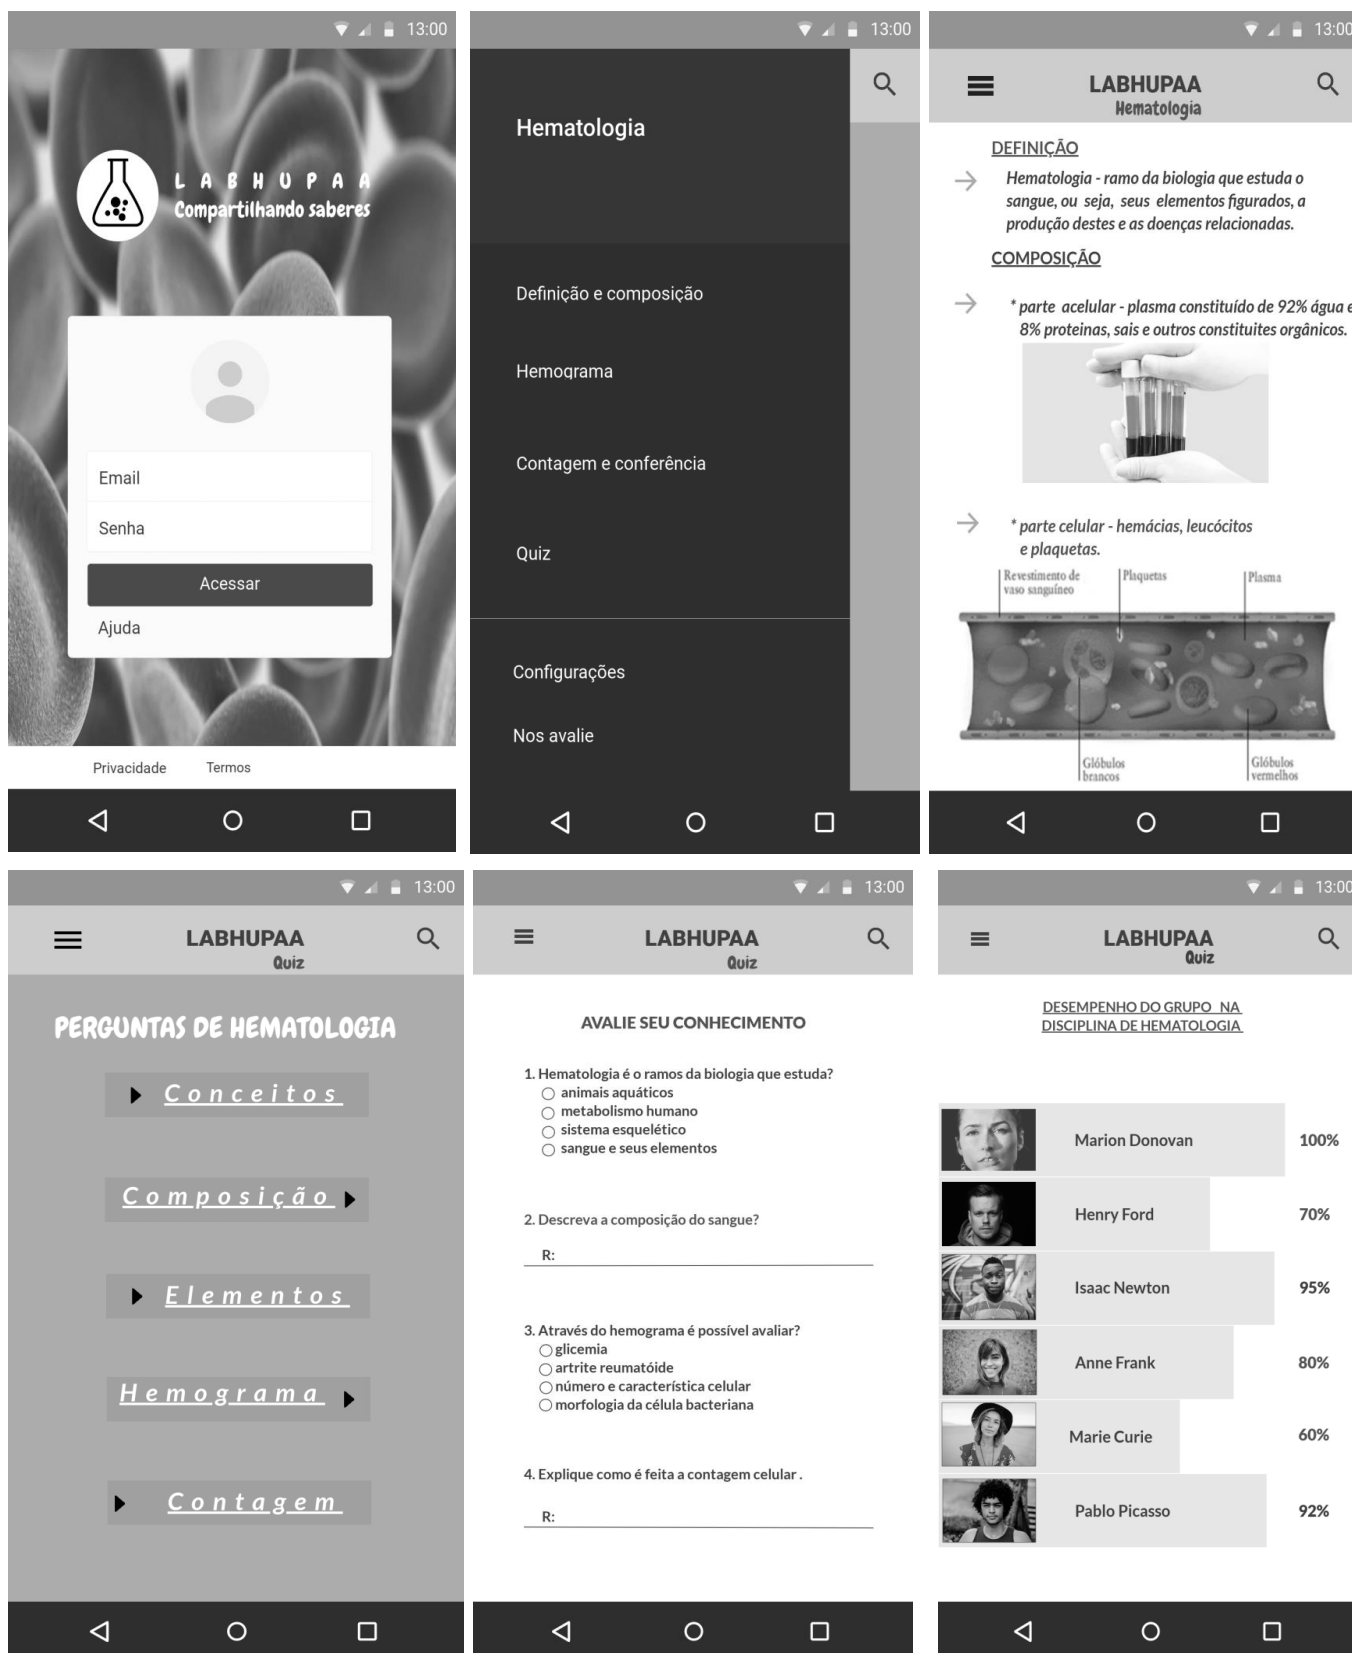 13:00
L A B H U P A A
Compartilhando saberes
Email
Senha
Acessar
Ajuda
Privacidade
Termos
13:00
Hematologia
Definição e composição
Hemograma
Contagem e conferência
Quiz
Configurações
Nos avalie
13:00
LABHUPAA
Hematologia
DEFINIÇÃO
Hematologia - ramo da biologia que estuda o
sangue, ou seja, seus elementos figurados, a
produção destes e as doenças relacionadas.
COMPOSIÇÃO
* parte acelular - plasma constituído de 92% água e
8% proteinas, sais e outros constituites orgânicos.
* parte celular - hemácias, leucócitos
e plaquetas.
Revestimento de
vaso sanguíneo
Plaquetas
Plasma
Glóbulos
brancos
Glóbulos
vermelhos
13:00
LABHUPAA
Quiz
PERGUNTAS DE HEMATOLOGIA
Conceitos
Composição
Elementos
Hemograma
Contagem
13:00
LABHUPAA
Quiz
AVALIE SEU CONHECIMENTO
1. Hematologia é o ramos da biologia que estuda?
animais aquáticos
metabolismo humano
sistema esquelético
sangue e seus elementos
2. Descreva a composição do sangue?
R:
3. Através do hemograma é possível avaliar?
glicemia
artrite reumatóide
número e característica celular
morfologia da célula bacteriana
4. Explique como é feita a contagem celular .
R:
13:00
LABHUPAA
Quiz
DESEMPENHO DO GRUPO NA
DISCIPLINA DE HEMATOLOGIA
Marion Donovan 100%
Henry Ford 70%
Isaac Newton 95%
Anne Frank 80%
Marie Curie 60%
Pablo Picasso 92%